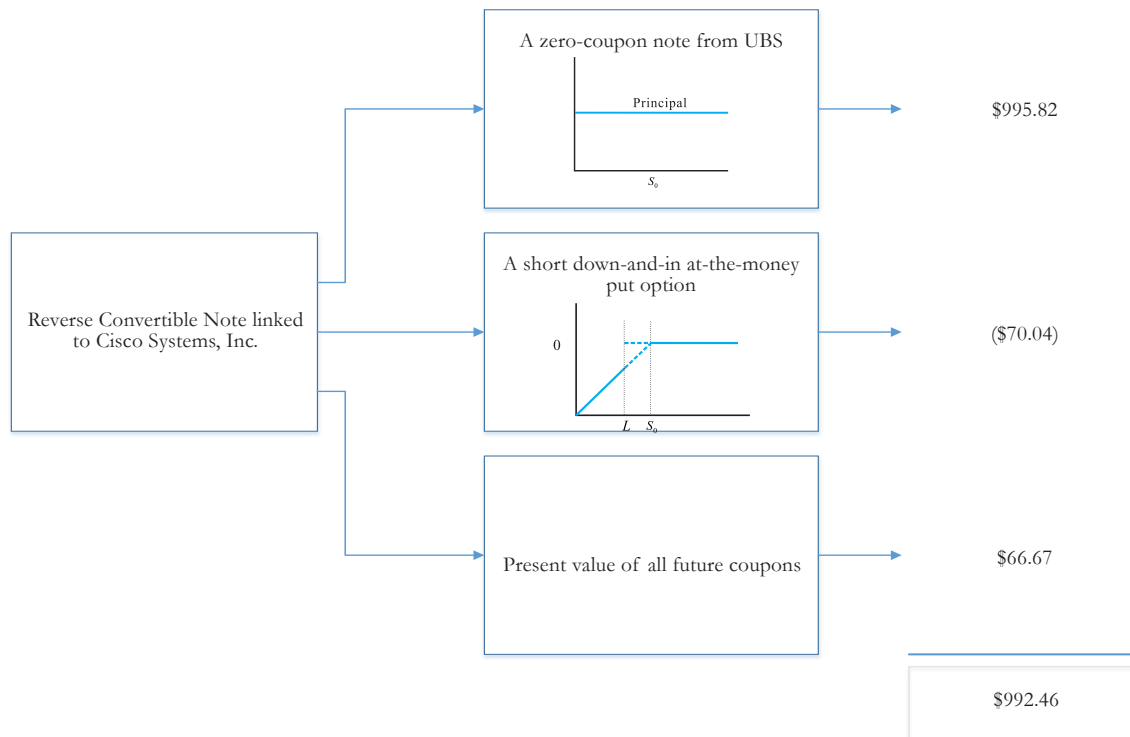 A zero-coupon note from UBS
Principal
S₀
$995.82
Reverse Convertible Note linked
to Cisco Systems, Inc.
A short down-and-in at-the-money
put option
0
L S₀
($70.04)
Present value of all future coupons
$66.67
$992.46